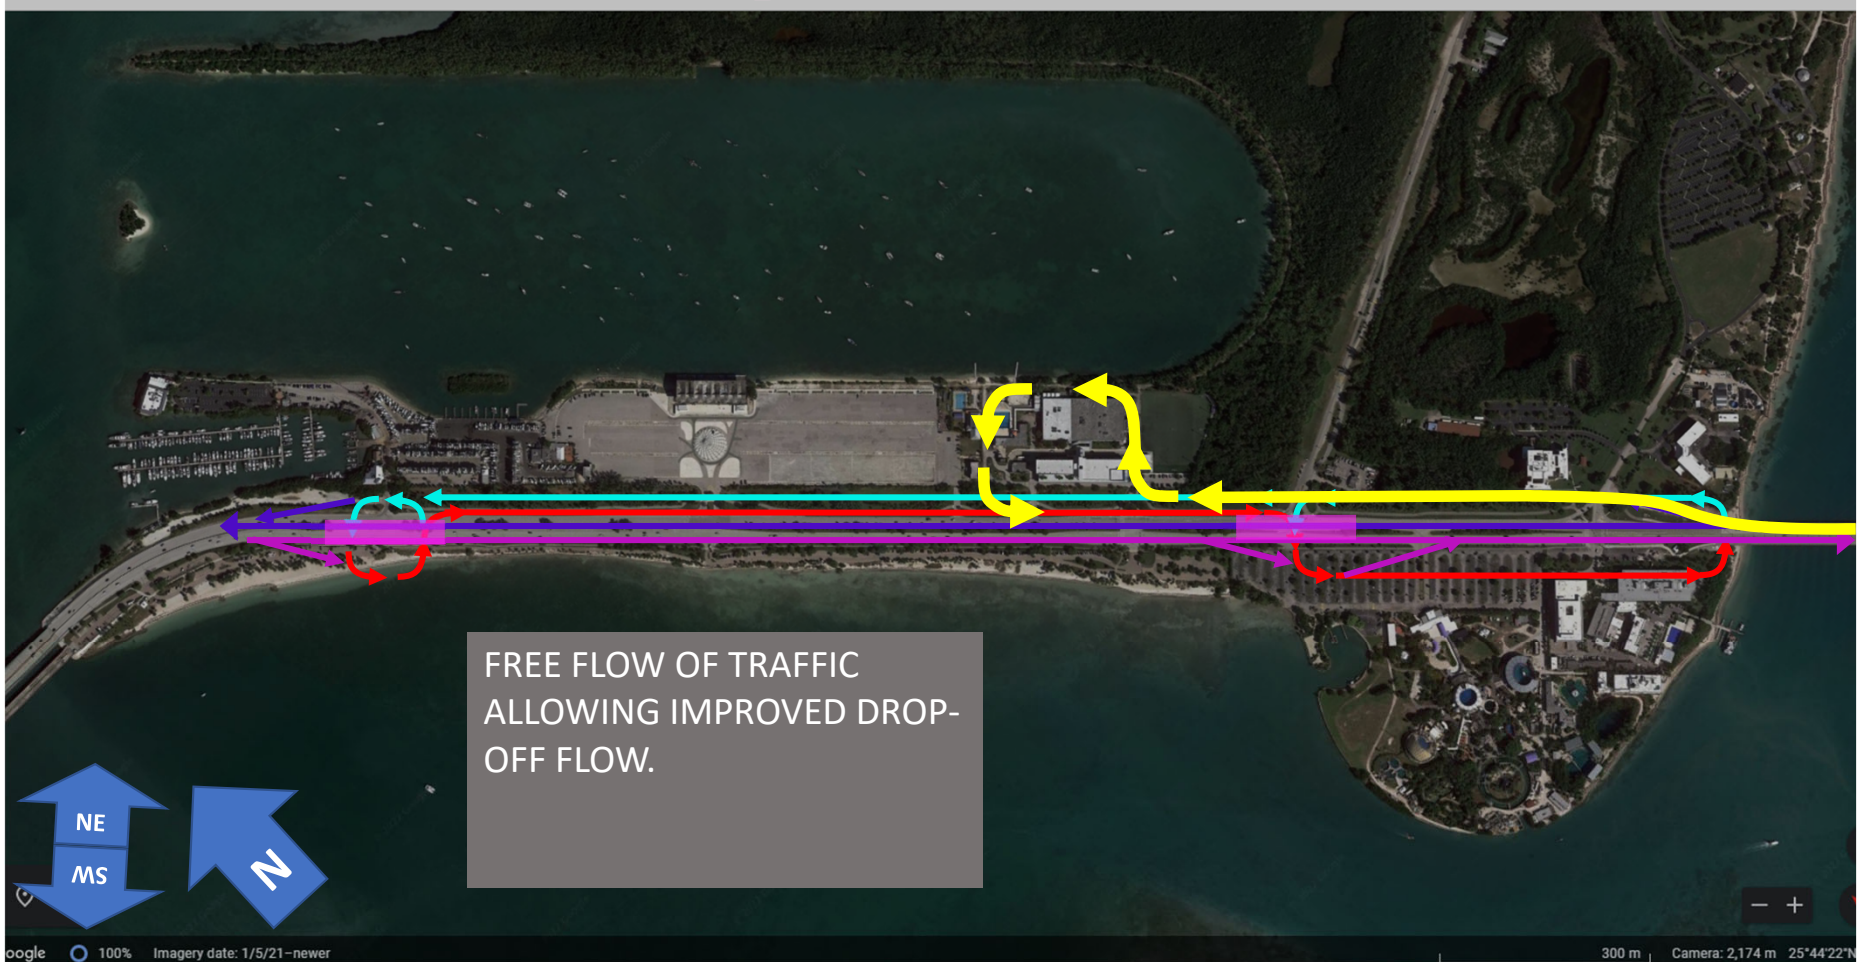 FREE FLOW OF TRAFFIC
ALLOWING IMPROVED DROP-
OFF FLOW.
NE
SW
N
oogle 100% Imagery date: 1/5/21–newer
300 m Camera: 2,174 m 25°44'22"N